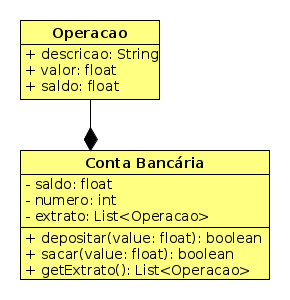 Operacao
+ descricao: String
+ valor: float
+ saldo: float
Conta Bancária
- saldo: float
- numero: int
- extrato: List<Operacao>
+ depositar(value: float): boolean
+ sacar(value: float): boolean
+ getExtrato(): List<Operacao>